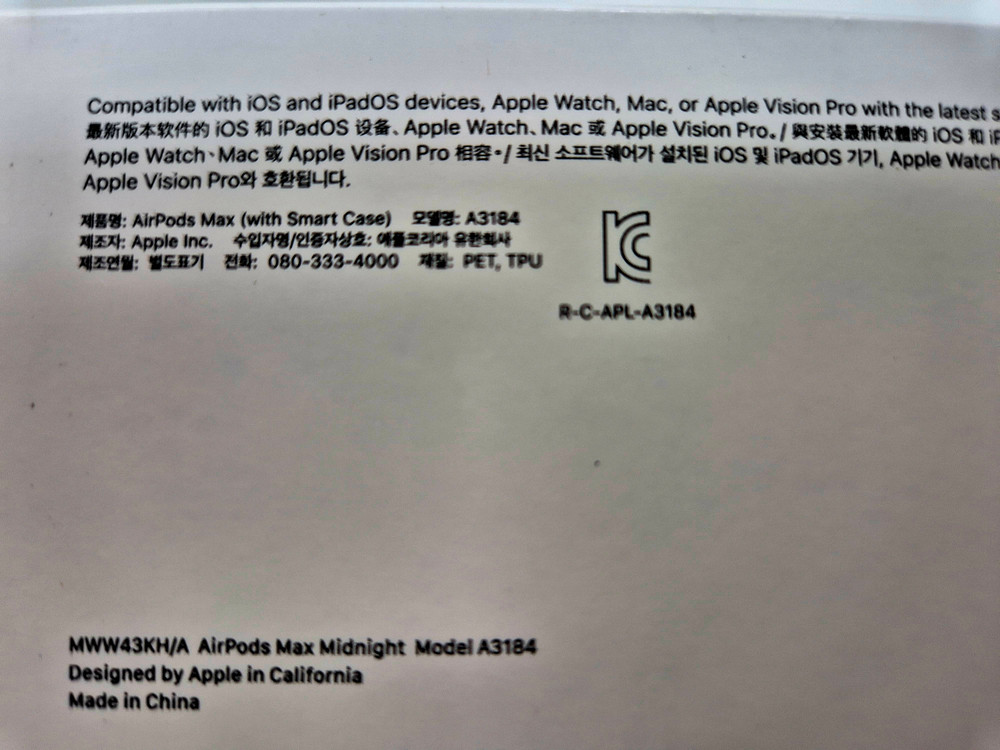 Compatible with iOS and iPadOS devices, Apple Watch, Mac, or Apple Vision Pro with the latest s
最新版本软件的 iOS 和 iPadOS 设备、Apple Watch、Mac 或 Apple Vision Pro。/ 與安裝最新軟體的 iOS 和 iP
Apple Watch、Mac 或 Apple Vision Pro 相容。/ 최신 소프트웨어가 설치된 iOS 및 iPadOS 기기, Apple Watch
Apple Vision Pro와 호환됩니다.
제품명: AirPods Max (with Smart Case) 모델명: A3184
제조자: Apple Inc. 수입자명/인증자상호: 애플코리아 유한회사
제조연월: 별도표기 전화: 080-333-4000 재질: PET, TPU
R-C-APL-A3184
MWW43KH/A AirPods Max Midnight Model A3184
Designed by Apple in California
Made in China